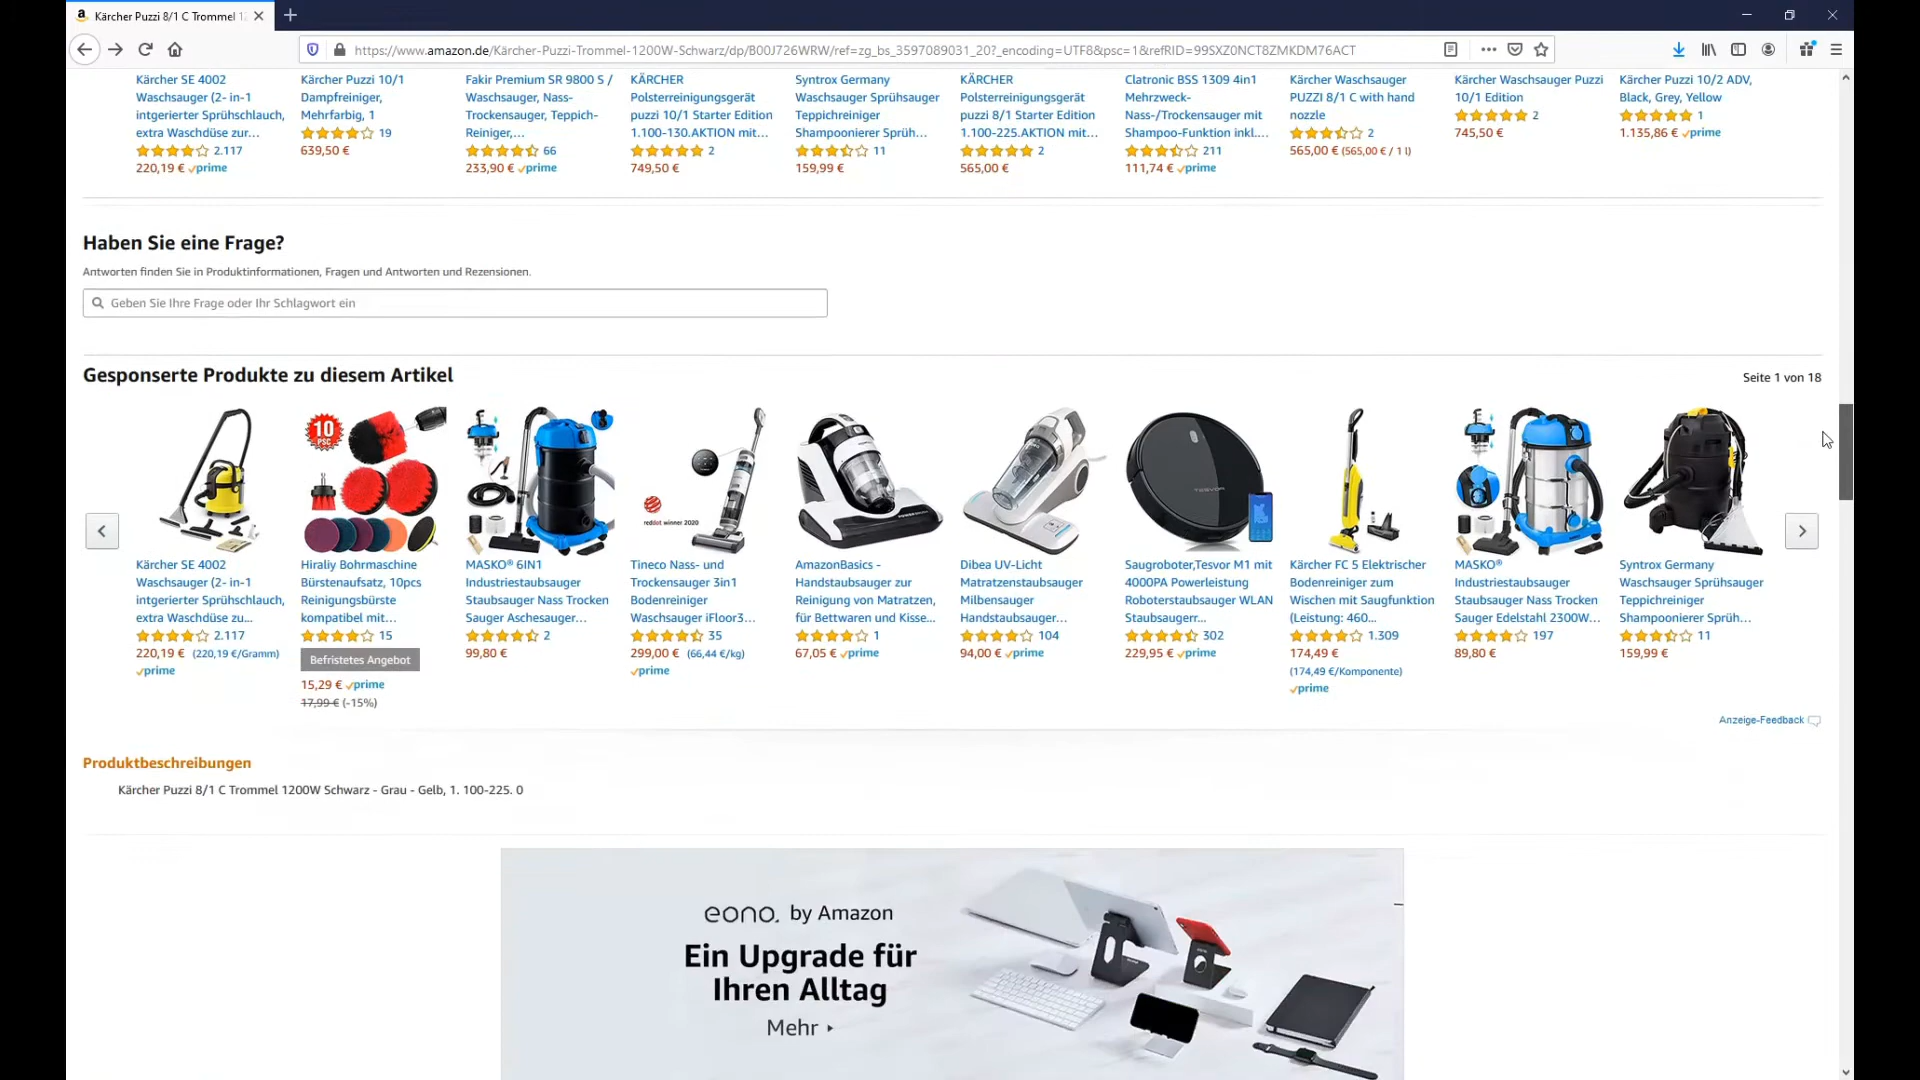 Kärcher Puzzi 8/1 C Trommel 1
https://www.amazon.de/Kärcher-Puzzi-Trommel-1200W-Schwarz/dp/B00J726WRW/ref=zg_bs_3597089031_20?_encoding=UTF8&psc=1&refRID=99SXZ0NCT8ZMKDM76ACT
Kärcher SE 4002
Waschsauger (2- in-1
intgerierter Sprühschlauch,
extra Waschdüse zur...
2.117
220,19 € prime
Kärcher Puzzi 10/1
Dampfreiniger,
Mehrfarbig, 1
19
639,50 €
Fakir Premium SR 9800 S /
Waschsauger, Nass-
Trockensauger, Teppich-
Reiniger,...
66
233,90 € prime
KÄRCHER
Polsterreinigungsgerät
puzzi 10/1 Starter Edition
1.100-130.AKTION mit...
2
749,50 €
Syntrox Germany
Waschsauger Sprühsauger
Teppichreiniger
Shampoonierer Sprüh...
11
159,99 €
KÄRCHER
Polsterreinigungsgerät
puzzi 8/1 Starter Edition
1.100-225.AKTION mit...
2
565,00 €
Clatronic BSS 1309 4in1
Mehrzweck-
Nass-/Trockensauger mit
Shampoo-Funktion inkl....
211
111,74 € prime
Kärcher Waschsauger
PUZZI 8/1 C with hand
nozzle
2
565,00 € (565,00 € / 1 l)
Kärcher Waschsauger Puzzi
10/1 Edition
2
745,50 €
Kärcher Puzzi 10/2 ADV,
Black, Grey, Yellow
1
1.135,86 € prime
Haben Sie eine Frage?
Antworten finden Sie in Produktinformationen, Fragen und Antworten und Rezensionen.
Geben Sie Ihre Frage oder Ihr Schlagwort ein
Gesponserte Produkte zu diesem Artikel
Seite 1 von 18
10
PSC
reddot winner 2020
TESVOR
Kärcher SE 4002
Waschsauger (2- in-1
intgerierter Sprühschlauch,
extra Waschdüse zu...
2.117
220,19 € (220,19 €/Gramm)
prime
Hiraliy Bohrmaschine
Bürstenaufsatz, 10pcs
Reinigungsbürste
kompatibel mit...
15
Befristetes Angebot
15,29 € prime
17,99 € (-15%)
MASKO® 6IN1
Industriestaubsauger
Staubsauger Nass Trocken
Sauger Aschesauger...
2
99,80 €
Tineco Nass- und
Trockensauger 3in1
Bodenreiniger
Waschsauger iFloor3...
35
299,00 € (66,44 €/kg)
prime
AmazonBasics -
Handstaubsauger zur
Reinigung von Matratzen,
für Bettwaren und Kisse...
1
67,05 € prime
Dibea UV-Licht
Matratzenstaubsauger
Milbensauger
Handstaubsauger...
104
94,00 € prime
Saugroboter,Tesvor M1 mit
4000PA Powerleistung
Roboterstaubsauger WLAN
Staubsaugerr...
302
229,95 € prime
Kärcher FC 5 Elektrischer
Bodenreiniger zum
Wischen mit Saugfunktion
(Leistung: 460...
1.309
174,49 €
(174,49 €/Komponente)
prime
MASKO®
Industriestaubsauger
Staubsauger Nass Trocken
Sauger Edelstahl 2300W...
197
89,80 €
Syntrox Germany
Waschsauger Sprühsauger
Teppichreiniger
Shampoonierer Sprüh...
11
159,99 €
Anzeige-Feedback
Produktbeschreibungen
Kärcher Puzzi 8/1 C Trommel 1200W Schwarz - Grau - Gelb, 1. 100-225. 0
eono. by Amazon
Ein Upgrade für
Ihren Alltag
Mehr